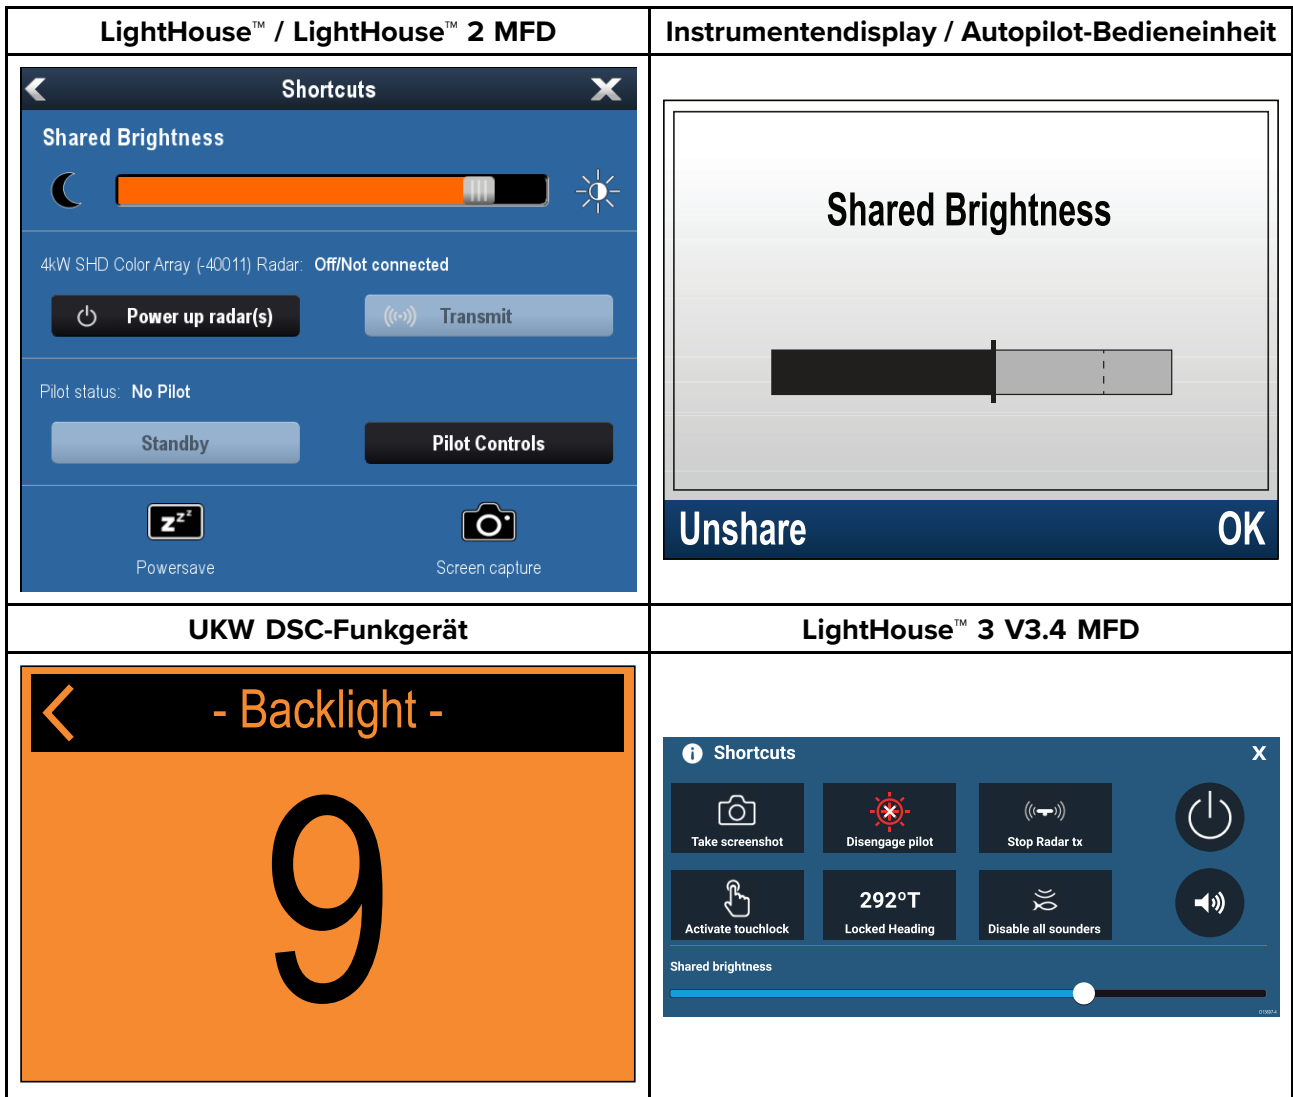 LightHouse™ / LightHouse™ 2 MFD
Instrumentendisplay / Autopilot-Bedieneinheit
Shortcuts
Shared Brightness
4kW SHD Color Array (-40011) Radar: Off/Not connected
Power up radar(s)
Transmit
Pilot status: No Pilot
Standby
Pilot Controls
zzz
Powersave
Screen capture
Shared Brightness
Unshare
OK
UKW DSC-Funkgerät
LightHouse™ 3 V3.4 MFD
- Backlight -
9
Shortcuts
X
Take screenshot
Disengage pilot
Stop Radar tx
Activate touchlock
292°T
Locked Heading
Disable all sounders
Shared brightness